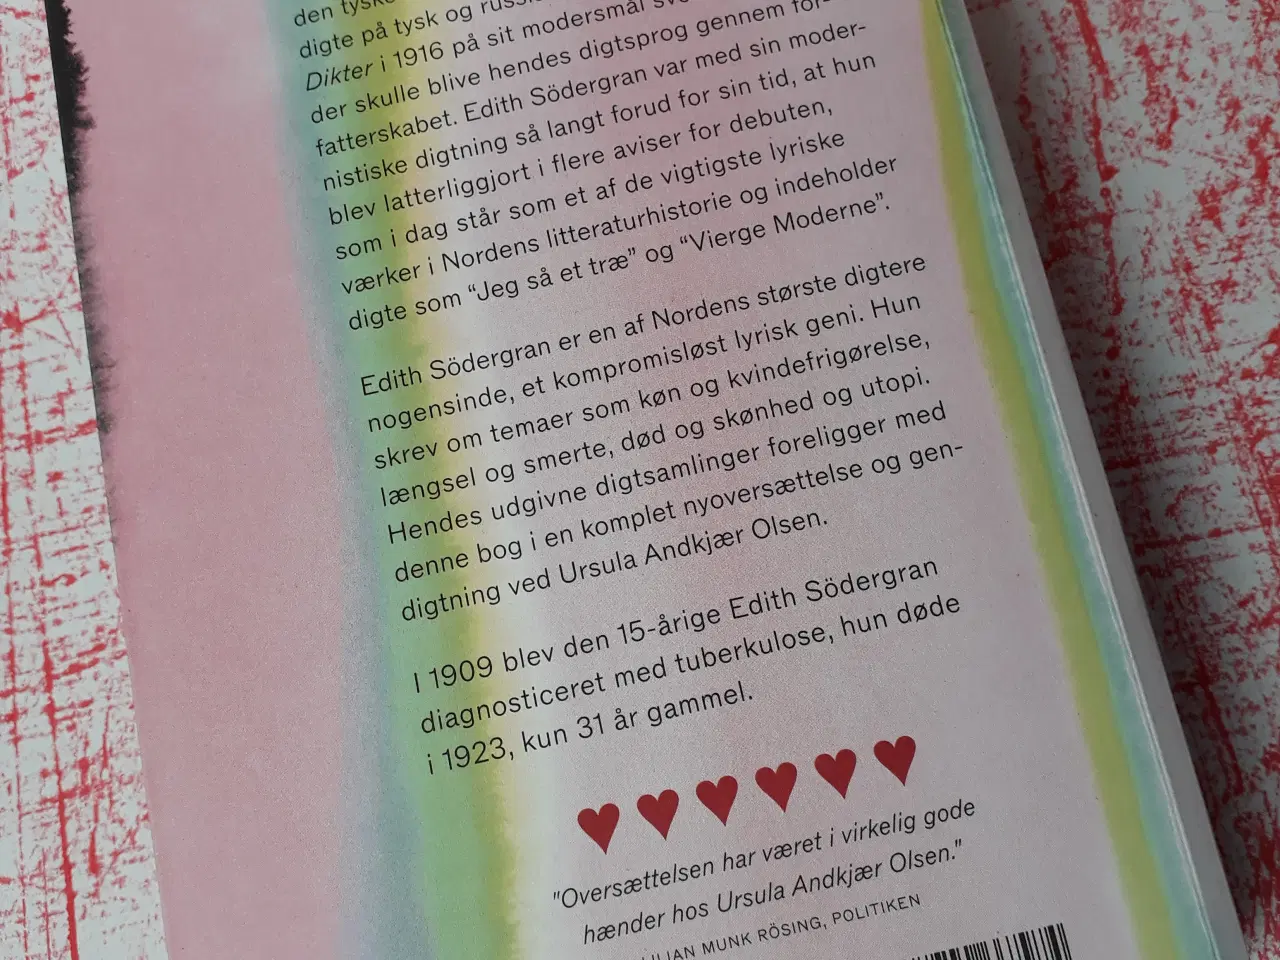 den tyske
digte på tysk og
Dikter i 1916 på sit modersmål
der skulle blive hendes digtsprog gennem for-
fatterskabet. Edith Södergran var med sin moder-
nistiske digtning så langt forud for sin tid, at hun
blev latterliggjort i flere aviser for debuten,
som i dag står som et af de vigtigste lyriske
værker i Nordens litteraturhistorie og indeholder
digte som “Jeg så et træ” og “Vierge Moderne”.
Edith Södergran er en af Nordens største digtere
nogensinde, et kompromisløst lyrisk geni. Hun
skrev om temaer som køn og kvindefrigørelse,
længsel og smerte, død og skønhed og utopi.
Hendes udgivne digtsamlinger foreligger med
denne bog i en komplet nyoversættelse og gen-
digtning ved Ursula Andkjær Olsen.
I 1909 blev den 15-årige Edith Södergran
diagnosticeret med tuberkulose, hun døde
i 1923, kun 31 år gammel.
"Oversættelsen har været i virkelig gode
hænder hos Ursula Andkjær Olsen."
MUNK RÖSING, POLITIKEN